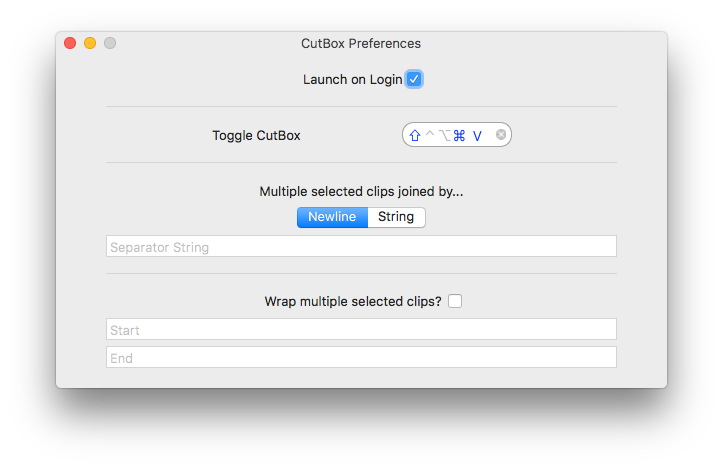 CutBox Preferences
Launch on Login
Toggle CutBox ⇧^⌥⌘ V
Multiple selected clips joined by...
Newline String
Separator String
Wrap multiple selected clips?
Start
End